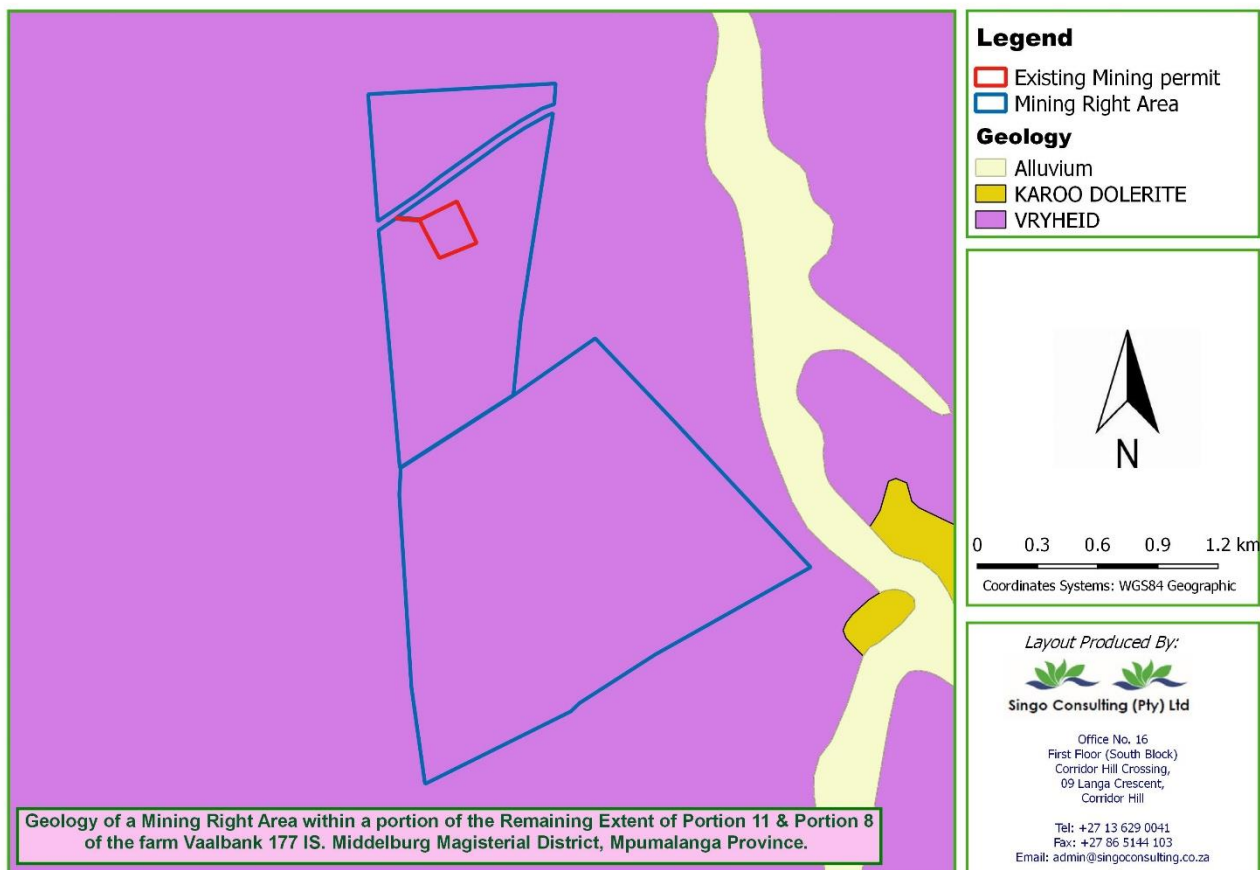 Legend
Existing Mining permit
Mining Right Area
Geology
Alluvium
KAROO DOLERITE
VRYHEID
N
0 0.3 0.6 0.9 1.2 km
Coordinates Systems: WGS84 Geographic
Layout Produced By:
Singo Consulting (Pty) Ltd
Office No. 16
First Floor (South Block)
Corridor Hill Crossing,
09 Langa Crescent,
Corridor Hill
Tel: +27 13 629 0041
Fax: +27 86 5144 103
Email: admin@singoconsulting.co.za
Geology of a Mining Right Area within a portion of the Remaining Extent of Portion 11 & Portion 8
of the farm Vaalbank 177 IS. Middelburg Magisterial District, Mpumalanga Province.